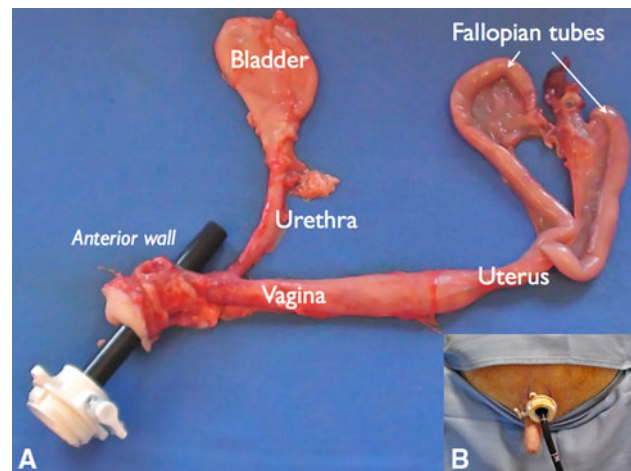 Fallopian tubes
Bladder
Urethra
Anterior wall
Vagina
Uterus
A
B